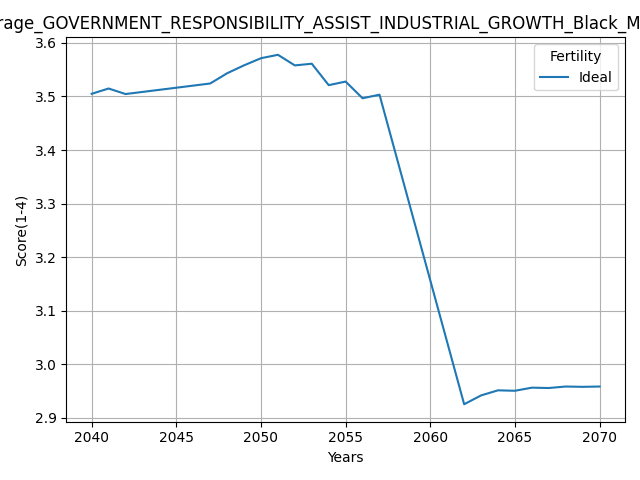 rage_GOVERNMENT_RESPONSIBILITY_ASSIST_INDUSTRIAL_GROWTH_Black_M
3.6
3.5
3.4
3.3
3.2
3.1
3.0
2.9
Score(1-4)
Fertility
Ideal
2040 2045 2050 2055 2060 2065 2070
Years